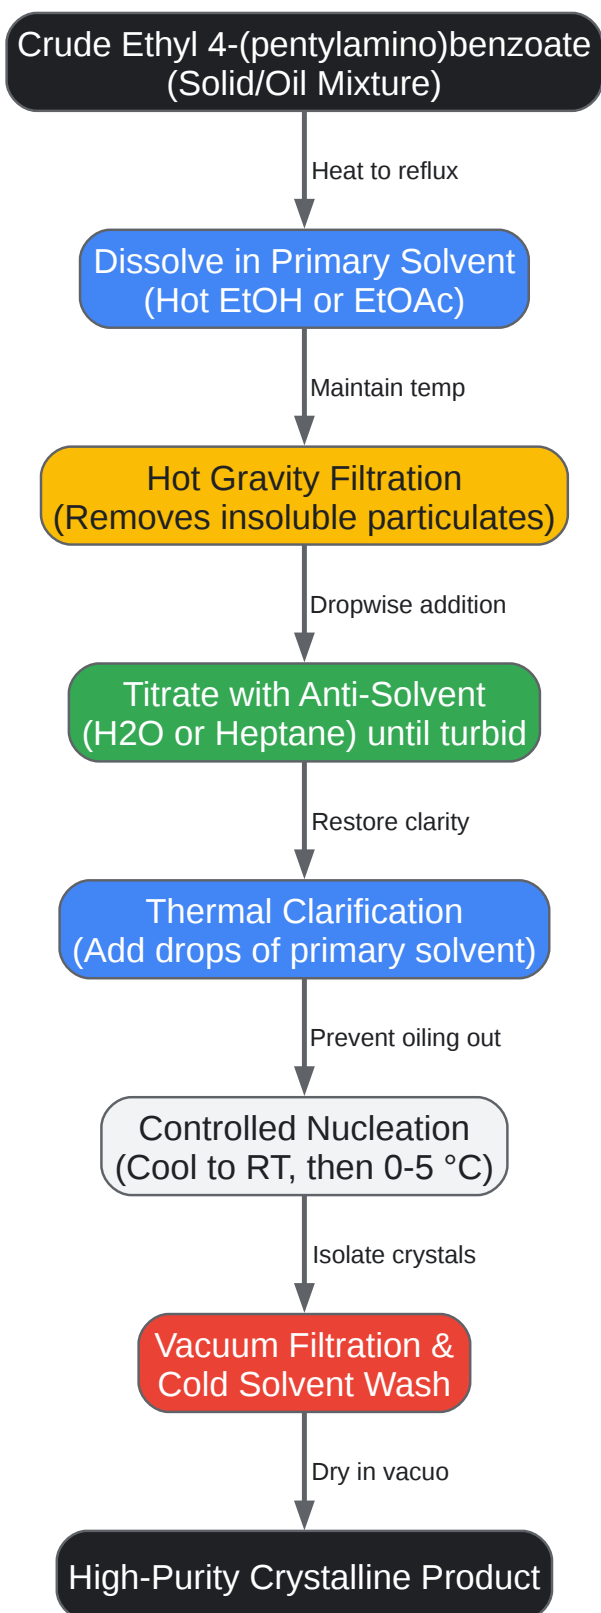 Crude Ethyl 4-(pentylamino)benzoate
(Solid/Oil Mixture)
Heat to reflux
Dissolve in Primary Solvent
(Hot EtOH or EtOAc)
Maintain temp
Hot Gravity Filtration
(Removes insoluble particulates)
Dropwise addition
Titrate with Anti-Solvent
(H2O or Heptane) until turbid
Restore clarity
Thermal Clarification
(Add drops of primary solvent)
Prevent oiling out
Controlled Nucleation
(Cool to RT, then 0-5 °C)
Isolate crystals
Vacuum Filtration &
Cold Solvent Wash
Dry in vacuo
High-Purity Crystalline Product